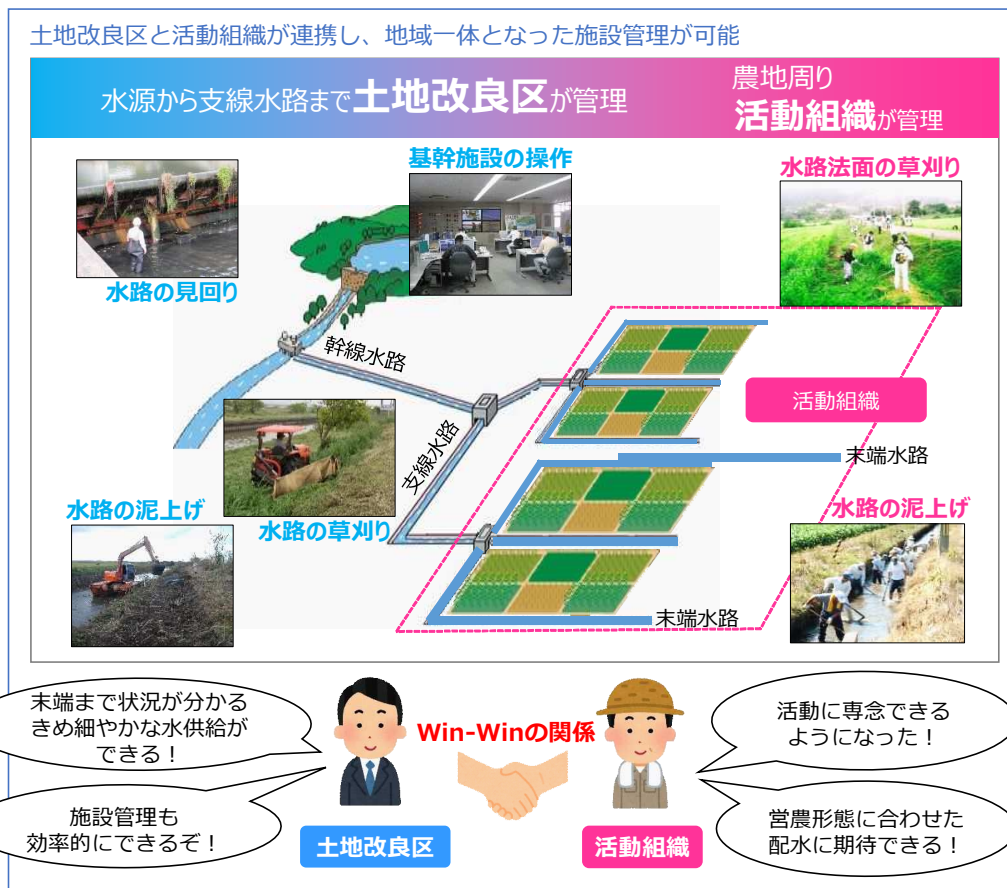 土地改良区と活動組織が連携し、地域一体となった施設管理が可能
水源から支線水路まで土地改良区が管理
農地周り
活動組織が管理
基幹施設の操作
水路法面の草刈り
水路の見回り
幹線水路
活動組織
支線水路
末端水路
水路の泥上げ
水路の草刈り
水路の泥上げ
末端水路
末端まで状況が分かる
きめ細やかな水供給が
できる！
施設管理も
効率的にできるぞ！
Win-Winの関係
活動に専念できる
ようになった！
営農形態に合わせた
配水に期待できる！
土地改良区
活動組織